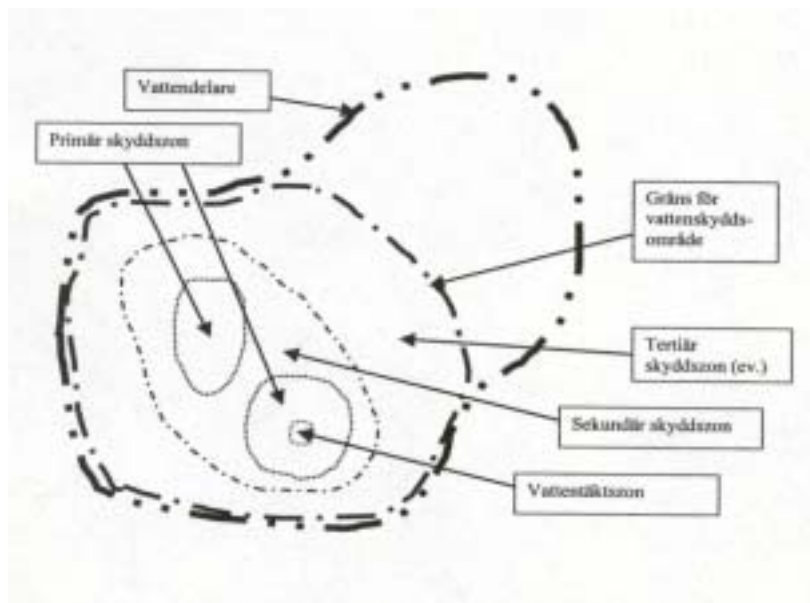 Vattendelare
Primär skyddszon
Gräns för
vattenskydds-
område
Tertiär
skyddszon (ev.)
Sekundär skyddszon
Vattentäktszon